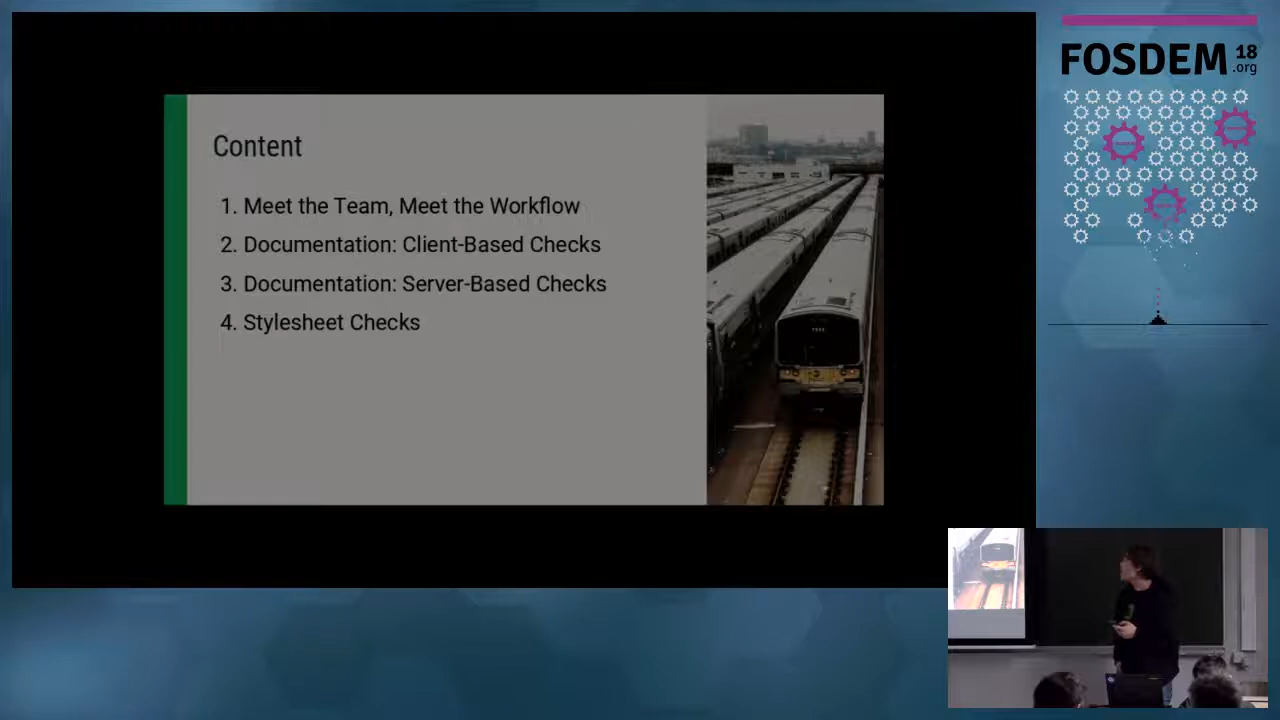 Content
1. Meet the Team, Meet the Workflow
2. Documentation: Client-Based Checks
3. Documentation: Server-Based Checks
4. Stylesheet Checks
FOSDEM 18
.org